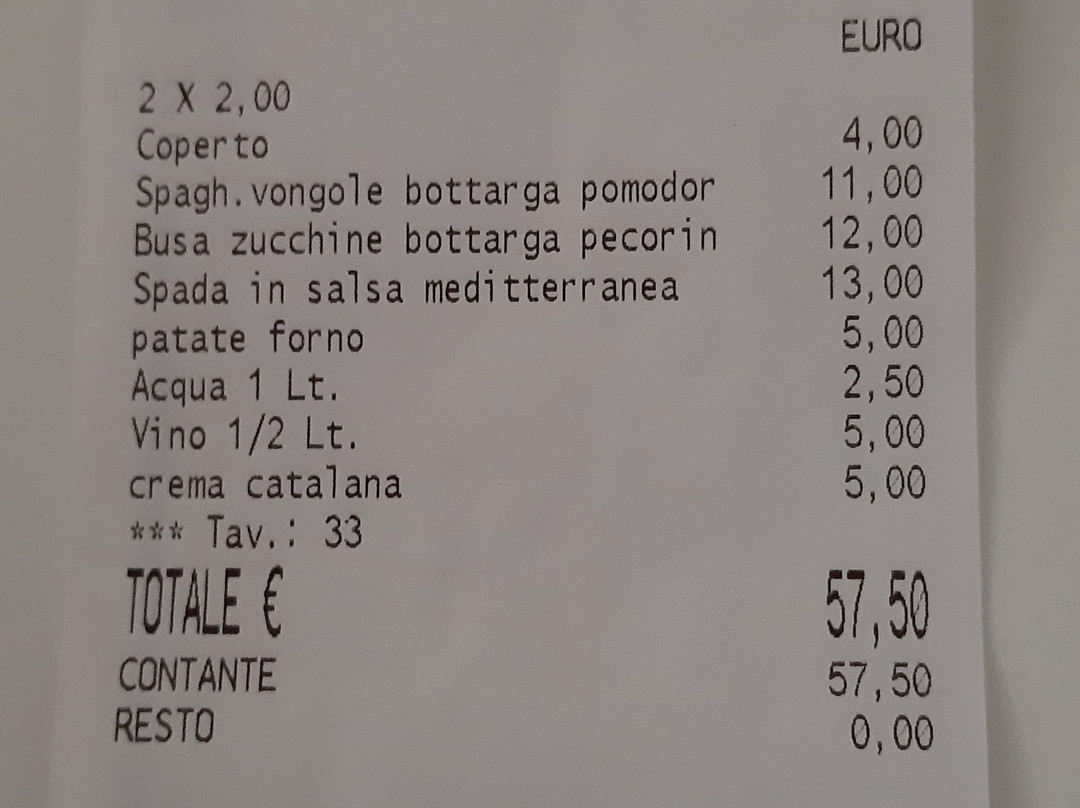 EURO
2 X 2,00
Coperto 4,00
Spagh.vongole bottarga pomodor 11,00
Busa zucchine bottarga pecorin 12,00
Spada in salsa meditterranea 13,00
patate forno 5,00
Acqua 1 Lt. 2,50
Vino 1/2 Lt. 5,00
crema catalana 5,00
*** Tav.: 33
TOTALE € 57,50
CONTANTE 57,50
RESTO 0,00